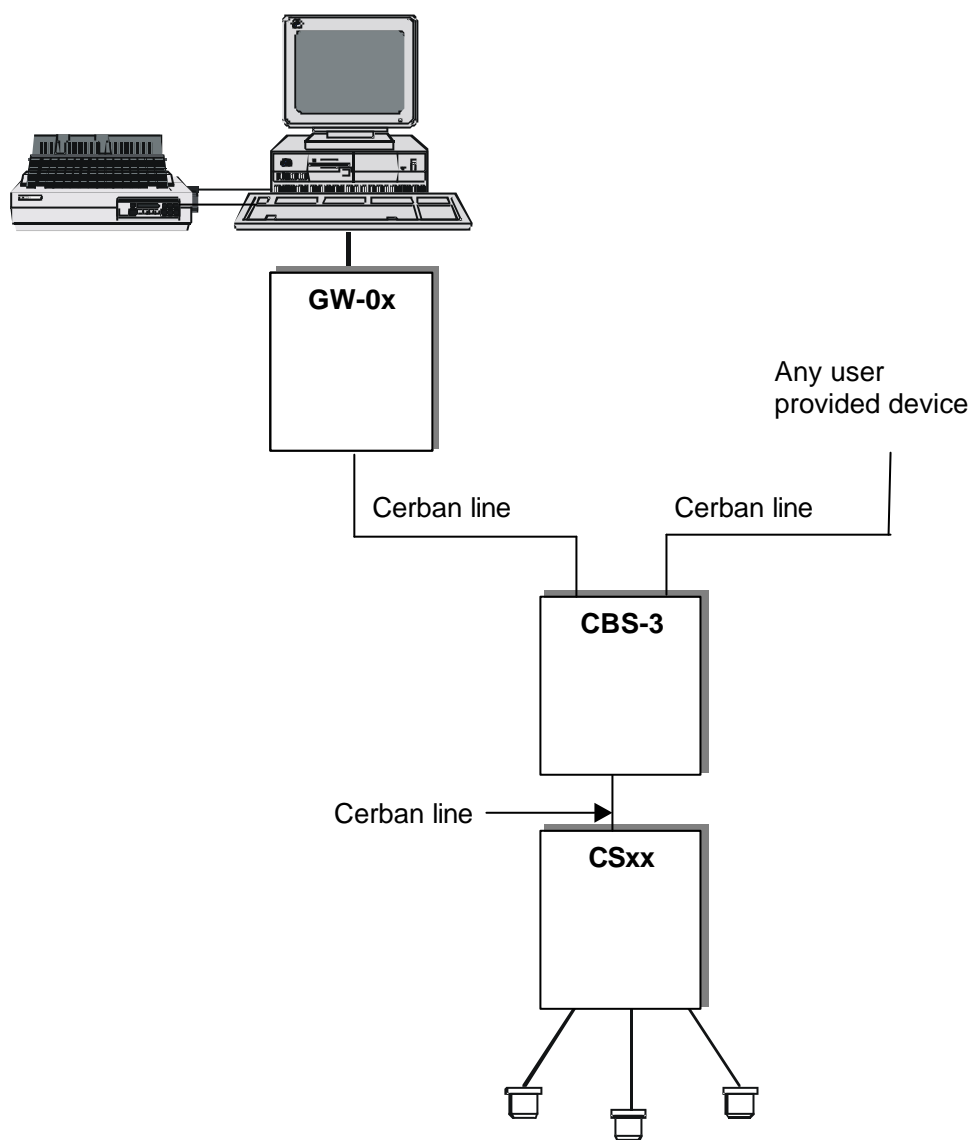 GW-0x
Any user
provided device
Cerban line
Cerban line
CBS-3
Cerban line
CSxx